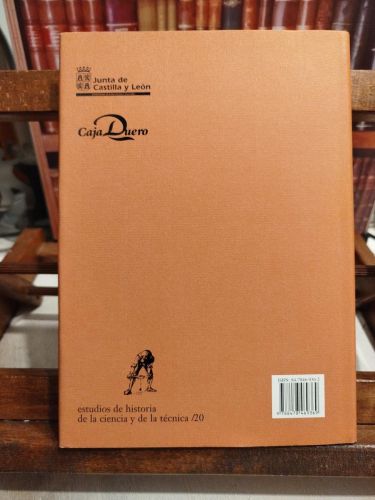 Junta de
Castilla y León
Caja Duero
estudios de historia
de la ciencia y de la técnica /20